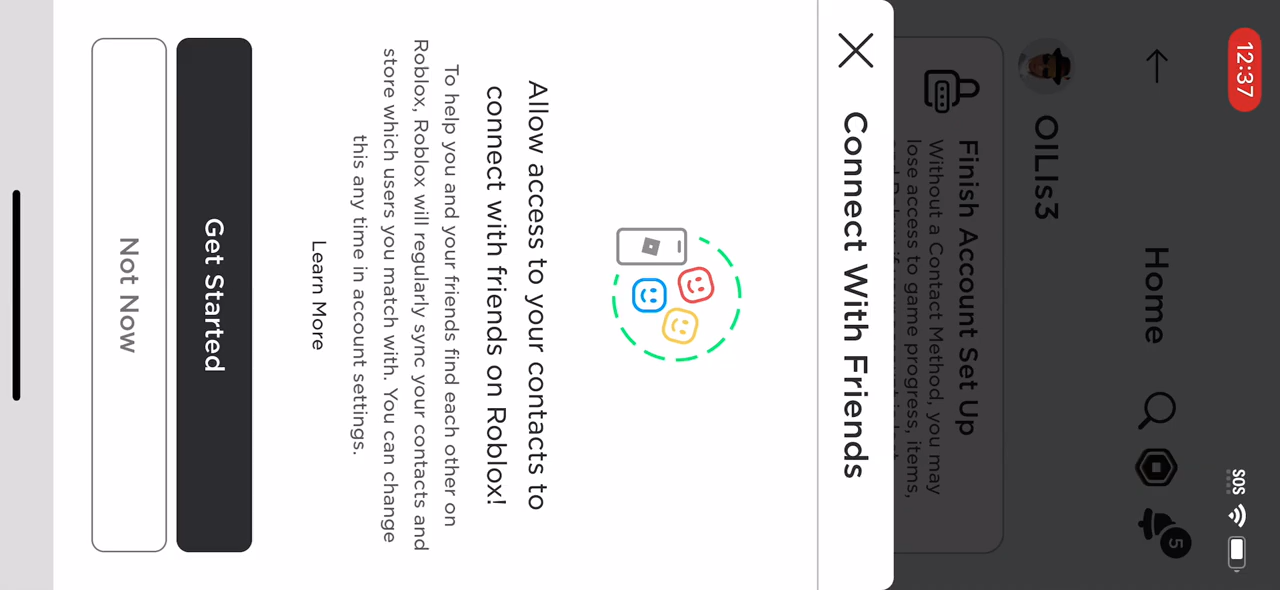 12:37
SOS
Home
5
OILIs3
Finish Account Set Up
Without a Contact Method, you may
lose access to game progress, items,
Connect With Friends
Allow access to your contacts to
connect with friends on Roblox!
To help you and your friends find each other on
Roblox, Roblox will regularly sync your contacts and
store which users you match with. You can change
this any time in account settings.
Learn More
Get Started
Not Now